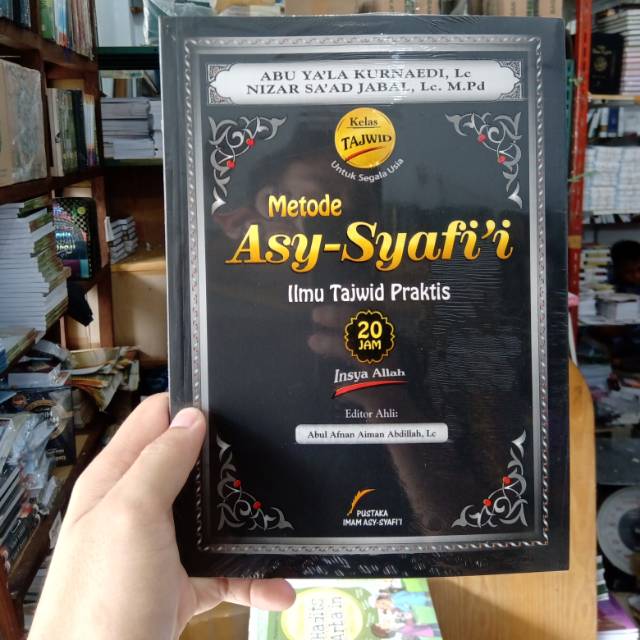 ABU YA'LA KURNAEDI, Lc
NIZAR SA'AD JABAL, Lc. M.Pd
Kelas
TAJWID
Untuk Segala Usia
Metode
Asy-Syafi'i
Ilmu Tajwid Praktis
20
JAM
Insya Allah
Editor Ahli:
Abul Afnan Aiman Abdillah, Lc
PUSTAKA
IMAM ASY-SYAFI'I